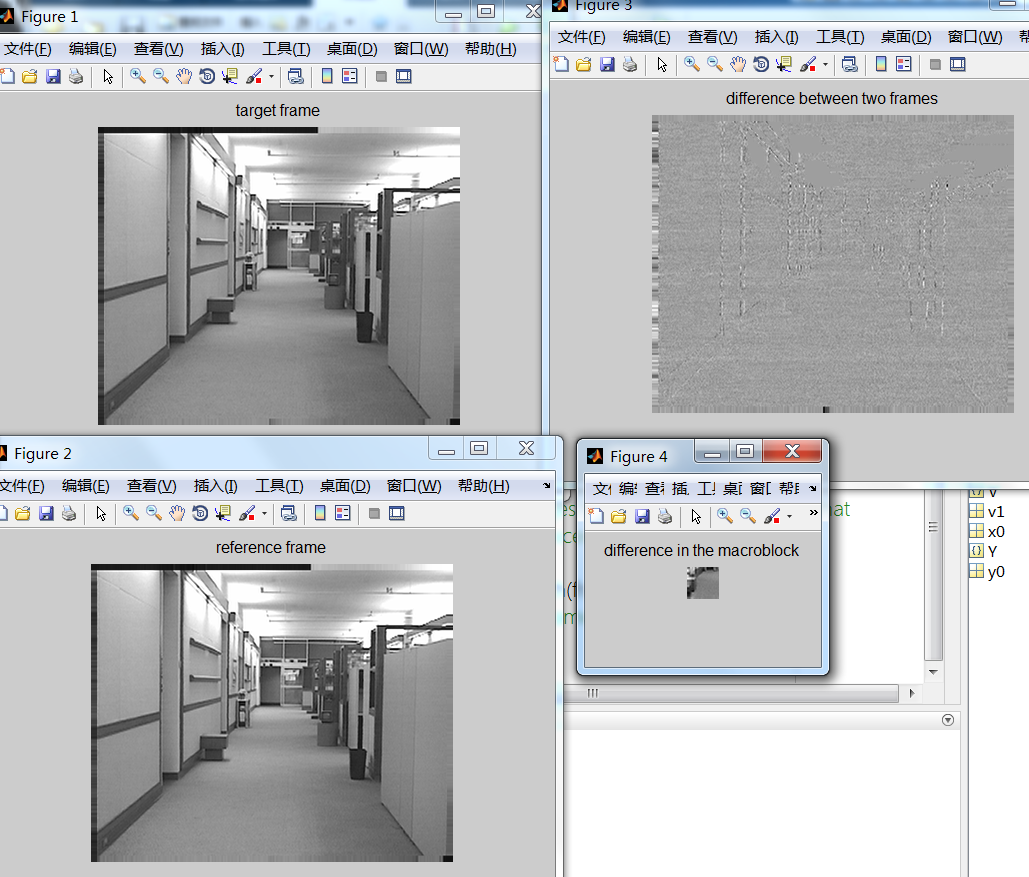 Figure 1
文件(F) 编辑(E) 查看(V) 插入(I) 工具(T) 桌面(D) 窗口(W) 帮助(H)
target frame
Figure 3
文件(F) 编辑(E) 查看(V) 插入(I) 工具(T) 桌面(D) 窗口(W)
difference between two frames
Figure 2
文件(F) 编辑(E) 查看(V) 插入(I) 工具(T) 桌面(D) 窗口(W) 帮助(H)
reference frame
Figure 4
difference in the macroblock
v1
x0
Y
y0